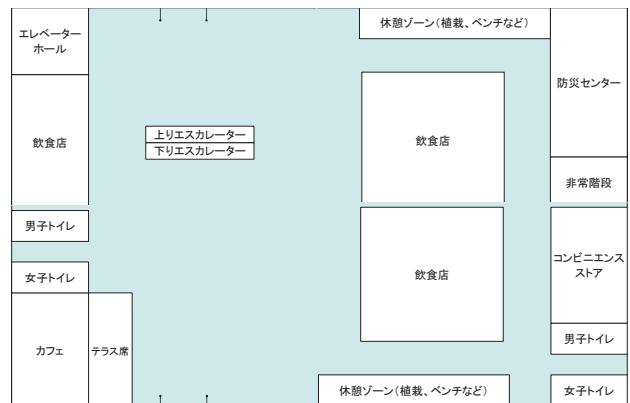 エレベーター
ホール
休憩ゾーン(植栽、ベンチなど)
防災センター
飲食店
上りエスカレーター
下りエスカレーター
飲食店
非常階段
男子トイレ
女子トイレ
飲食店
コンビニエンス
ストア
カフェ
テラス席
男子トイレ
休憩ゾーン(植栽、ベンチなど)
女子トイレ